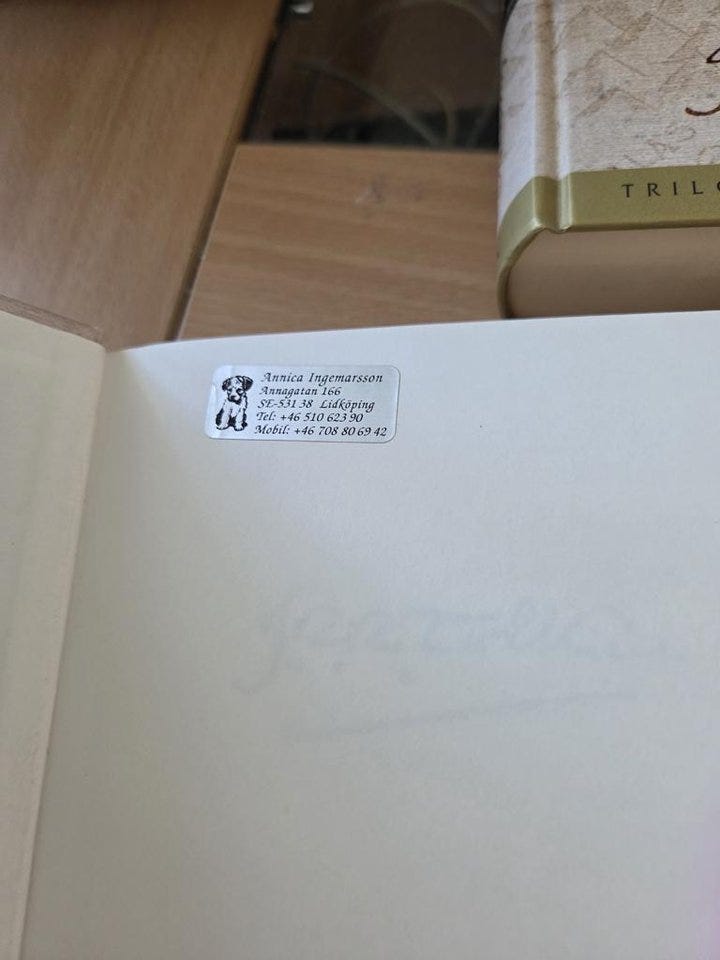 TRILO
Annica Ingemarsson
Annagatan 166
SE-531 38 Lidköping
Tel: +46 510 623 90
Mobil: +46 708 80 69 42